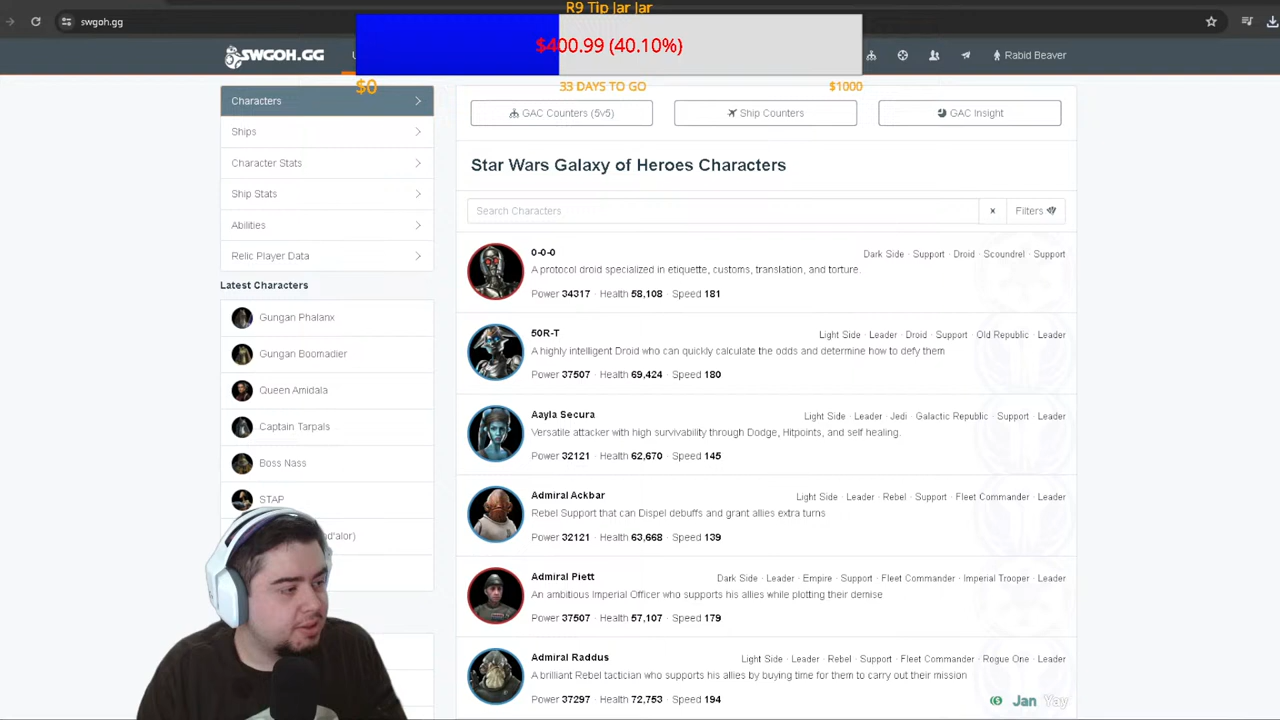 R9 Tip Jar Jar
swgoh.gg
$400.99 (40.10%)
SWGOH.GG
Rabid Beaver
$0
33 DAYS TO GO
$1000
Characters
Ships
Character Stats
Ship Stats
Abilities
Relic Player Data
Latest Characters
Gungan Phalanx
Gungan Boomadier
Queen Amidala
Captain Tarpals
Boss Nass
STAP
d'alor)
GAC Counters (5v5)
Ship Counters
GAC Insight
Star Wars Galaxy of Heroes Characters
Search Characters
×
Filters
0-0-0
Dark Side · Support · Droid · Scoundrel · Support
A protocol droid specialized in etiquette, customs, translation, and torture.
Power 34317 · Health 58,108 · Speed 181
50R-T
Light Side · Leader · Droid · Support · Old Republic · Leader
A highly intelligent Droid who can quickly calculate the odds and determine how to defy them
Power 37507 · Health 69,424 · Speed 180
Aayla Secura
Light Side · Leader · Jedi · Galactic Republic · Support · Leader
Versatile attacker with high survivability through Dodge, Hitpoints, and self healing.
Power 32121 · Health 62,670 · Speed 145
Admiral Ackbar
Light Side · Leader · Rebel · Support · Fleet Commander · Leader
Rebel Support that can Dispel debuffs and grant allies extra turns
Power 32121 · Health 63,668 · Speed 139
Admiral Piett
Dark Side · Leader · Empire · Support · Fleet Commander · Imperial Trooper · Leader
An ambitious Imperial Officer who supports his allies while plotting their demise
Power 37507 · Health 57,107 · Speed 179
Admiral Raddus
Light Side · Leader · Rebel · Support · Fleet Commander · Rogue One · Leader
A brilliant Rebel tactician who supports his allies by buying time for them to carry out their mission
Power 37297 · Health 72,753 · Speed 194
Jan Yay